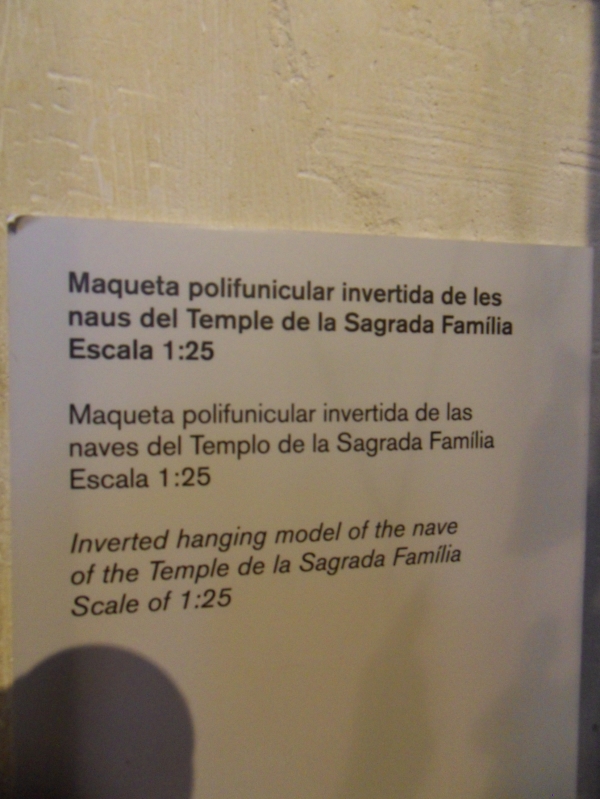 Maqueta polifunicular invertida de les
naus del Temple de la Sagrada Família
Escala 1:25
Maqueta polifunicular invertida de las
naves del Templo de la Sagrada Família
Escala 1:25
Inverted hanging model of the nave
of the Temple de la Sagrada Família
Scale of 1:25